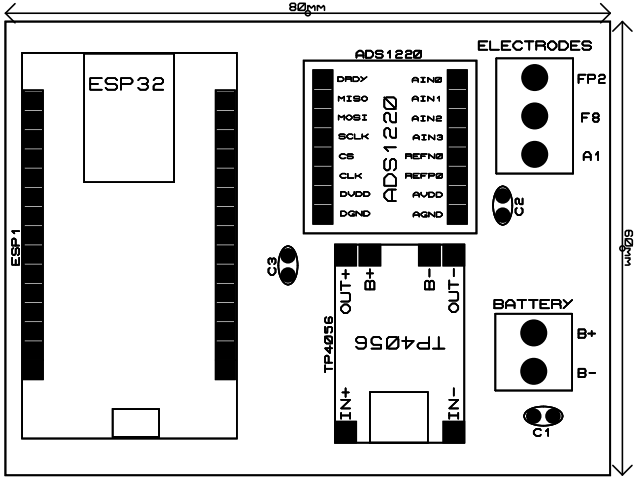 80mm
ADS1220
ELECTRODES
ESP32
DRDY AIN0
MISO AIN1
MOSI AIN2
SCLK AIN3
CS REFN0
CLK REFP0
DVDD AVDD
DGND AGND
ADS1220
FP2
F8
A1
C2
ESP1
C3
60mm
OUT+ B+ B- OUT-
TP4056
TP4056
IN+ IN-
BATTERY
B+
B-
C1